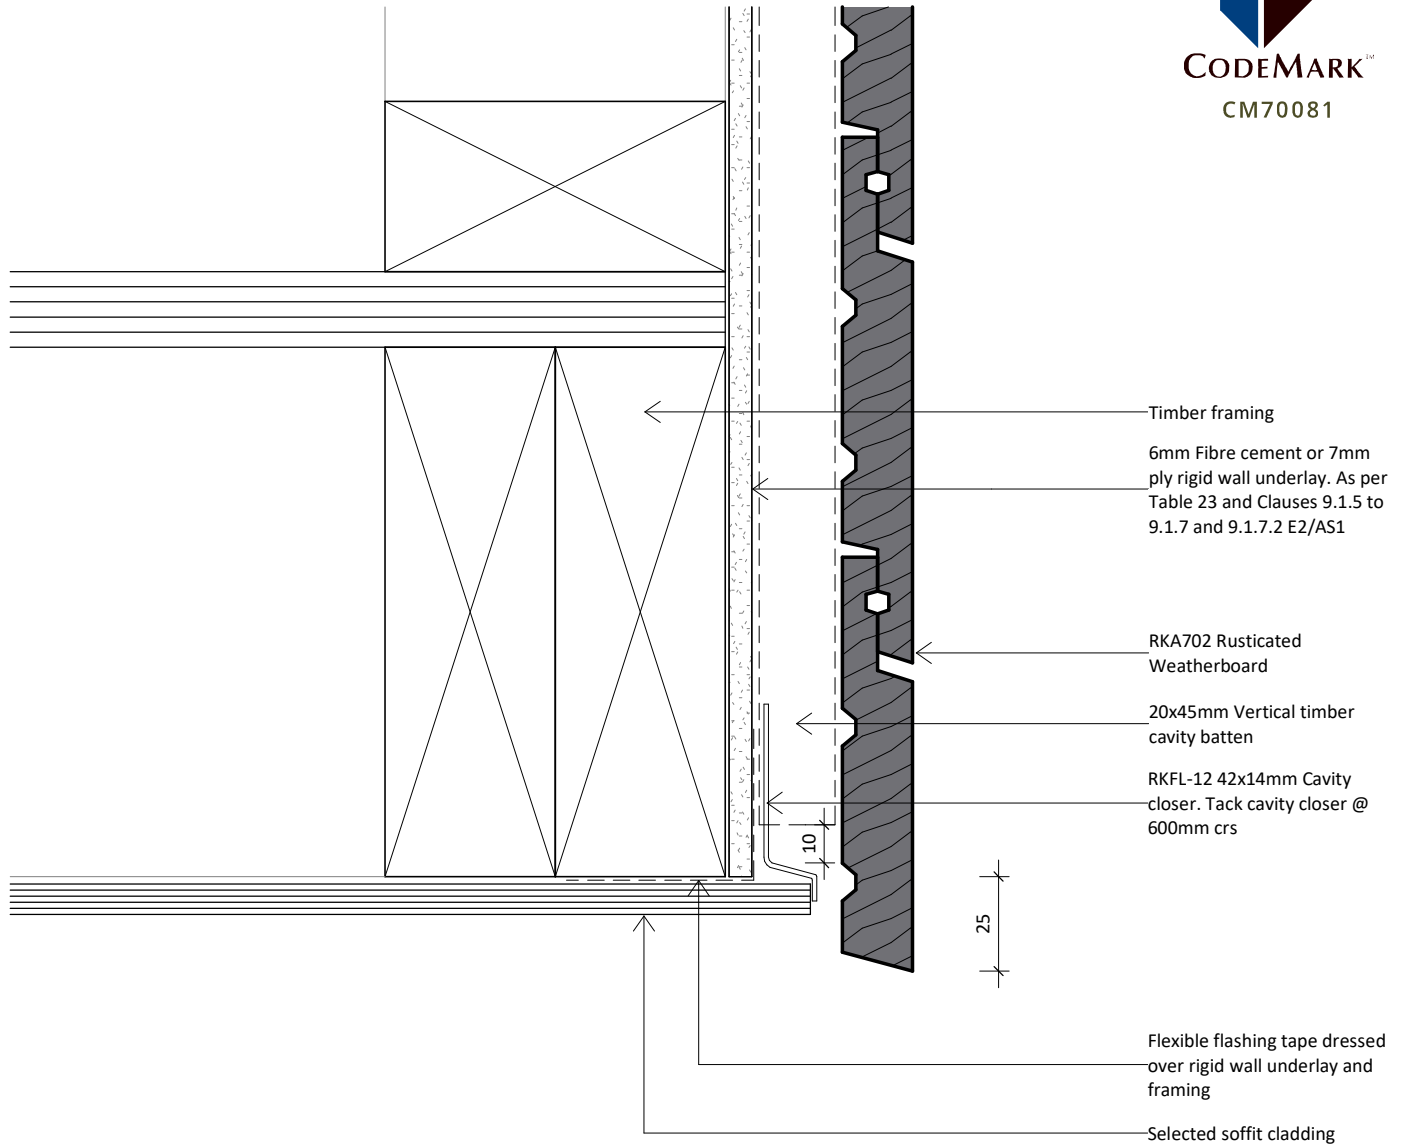 CODEMARK™
CM70081
Timber framing
6mm Fibre cement or 7mm
ply rigid wall underlay. As per
Table 23 and Clauses 9.1.5 to
9.1.7 and 9.1.7.2 E2/AS1
RKA702 Rusticated
Weatherboard
20x45mm Vertical timber
cavity batten
RKFL-12 42x14mm Cavity
closer. Tack cavity closer @
600mm crs
10
25
Flexible flashing tape dressed
over rigid wall underlay and
framing
Selected soffit cladding